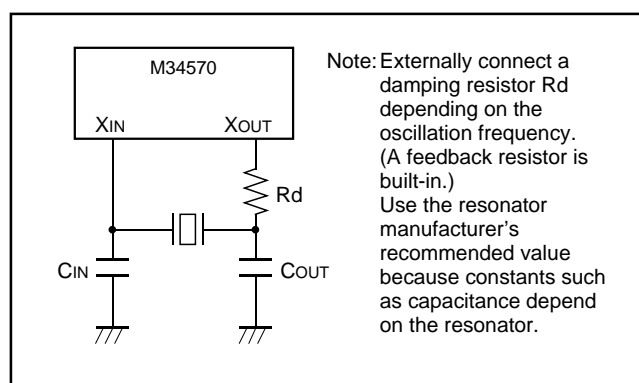 M34570
XIN
XOUT
Rd
CIN
COUT
Note: Externally connect a
damping resistor Rd
depending on the
oscillation frequency.
(A feedback resistor is
built-in.)
Use the resonator
manufacturer's
recommended value
because constants such
as capacitance depend
on the resonator.